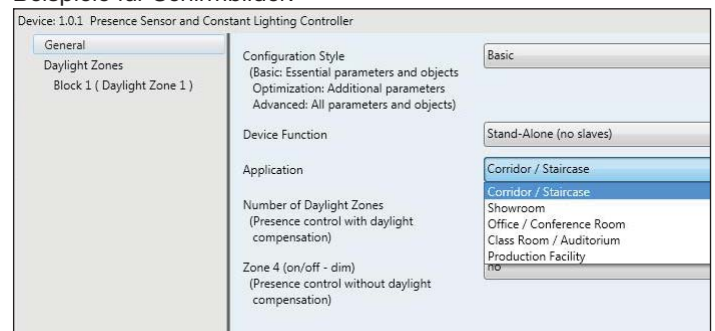 Beispiele für Schirmbilder:
Device: 1.0.1 Presence Sensor and Constant Lighting Controller
General
Daylight Zones
Block 1 ( Daylight Zone 1 )
Configuration Style
(Basic: Essential parameters and objects
Optimization: Additional parameters
Advanced: All parameters and objects)
Basic
Device Function
Stand-Alone (no slaves)
Application
Corridor / Staircase
Corridor / Staircase
Showroom
Office / Conference Room
Class Room / Auditorium
Production Facility
Number of Daylight Zones
(Presence control with daylight
compensation)
Zone 4 (on/off - dim)
(Presence control without daylight
compensation)
no